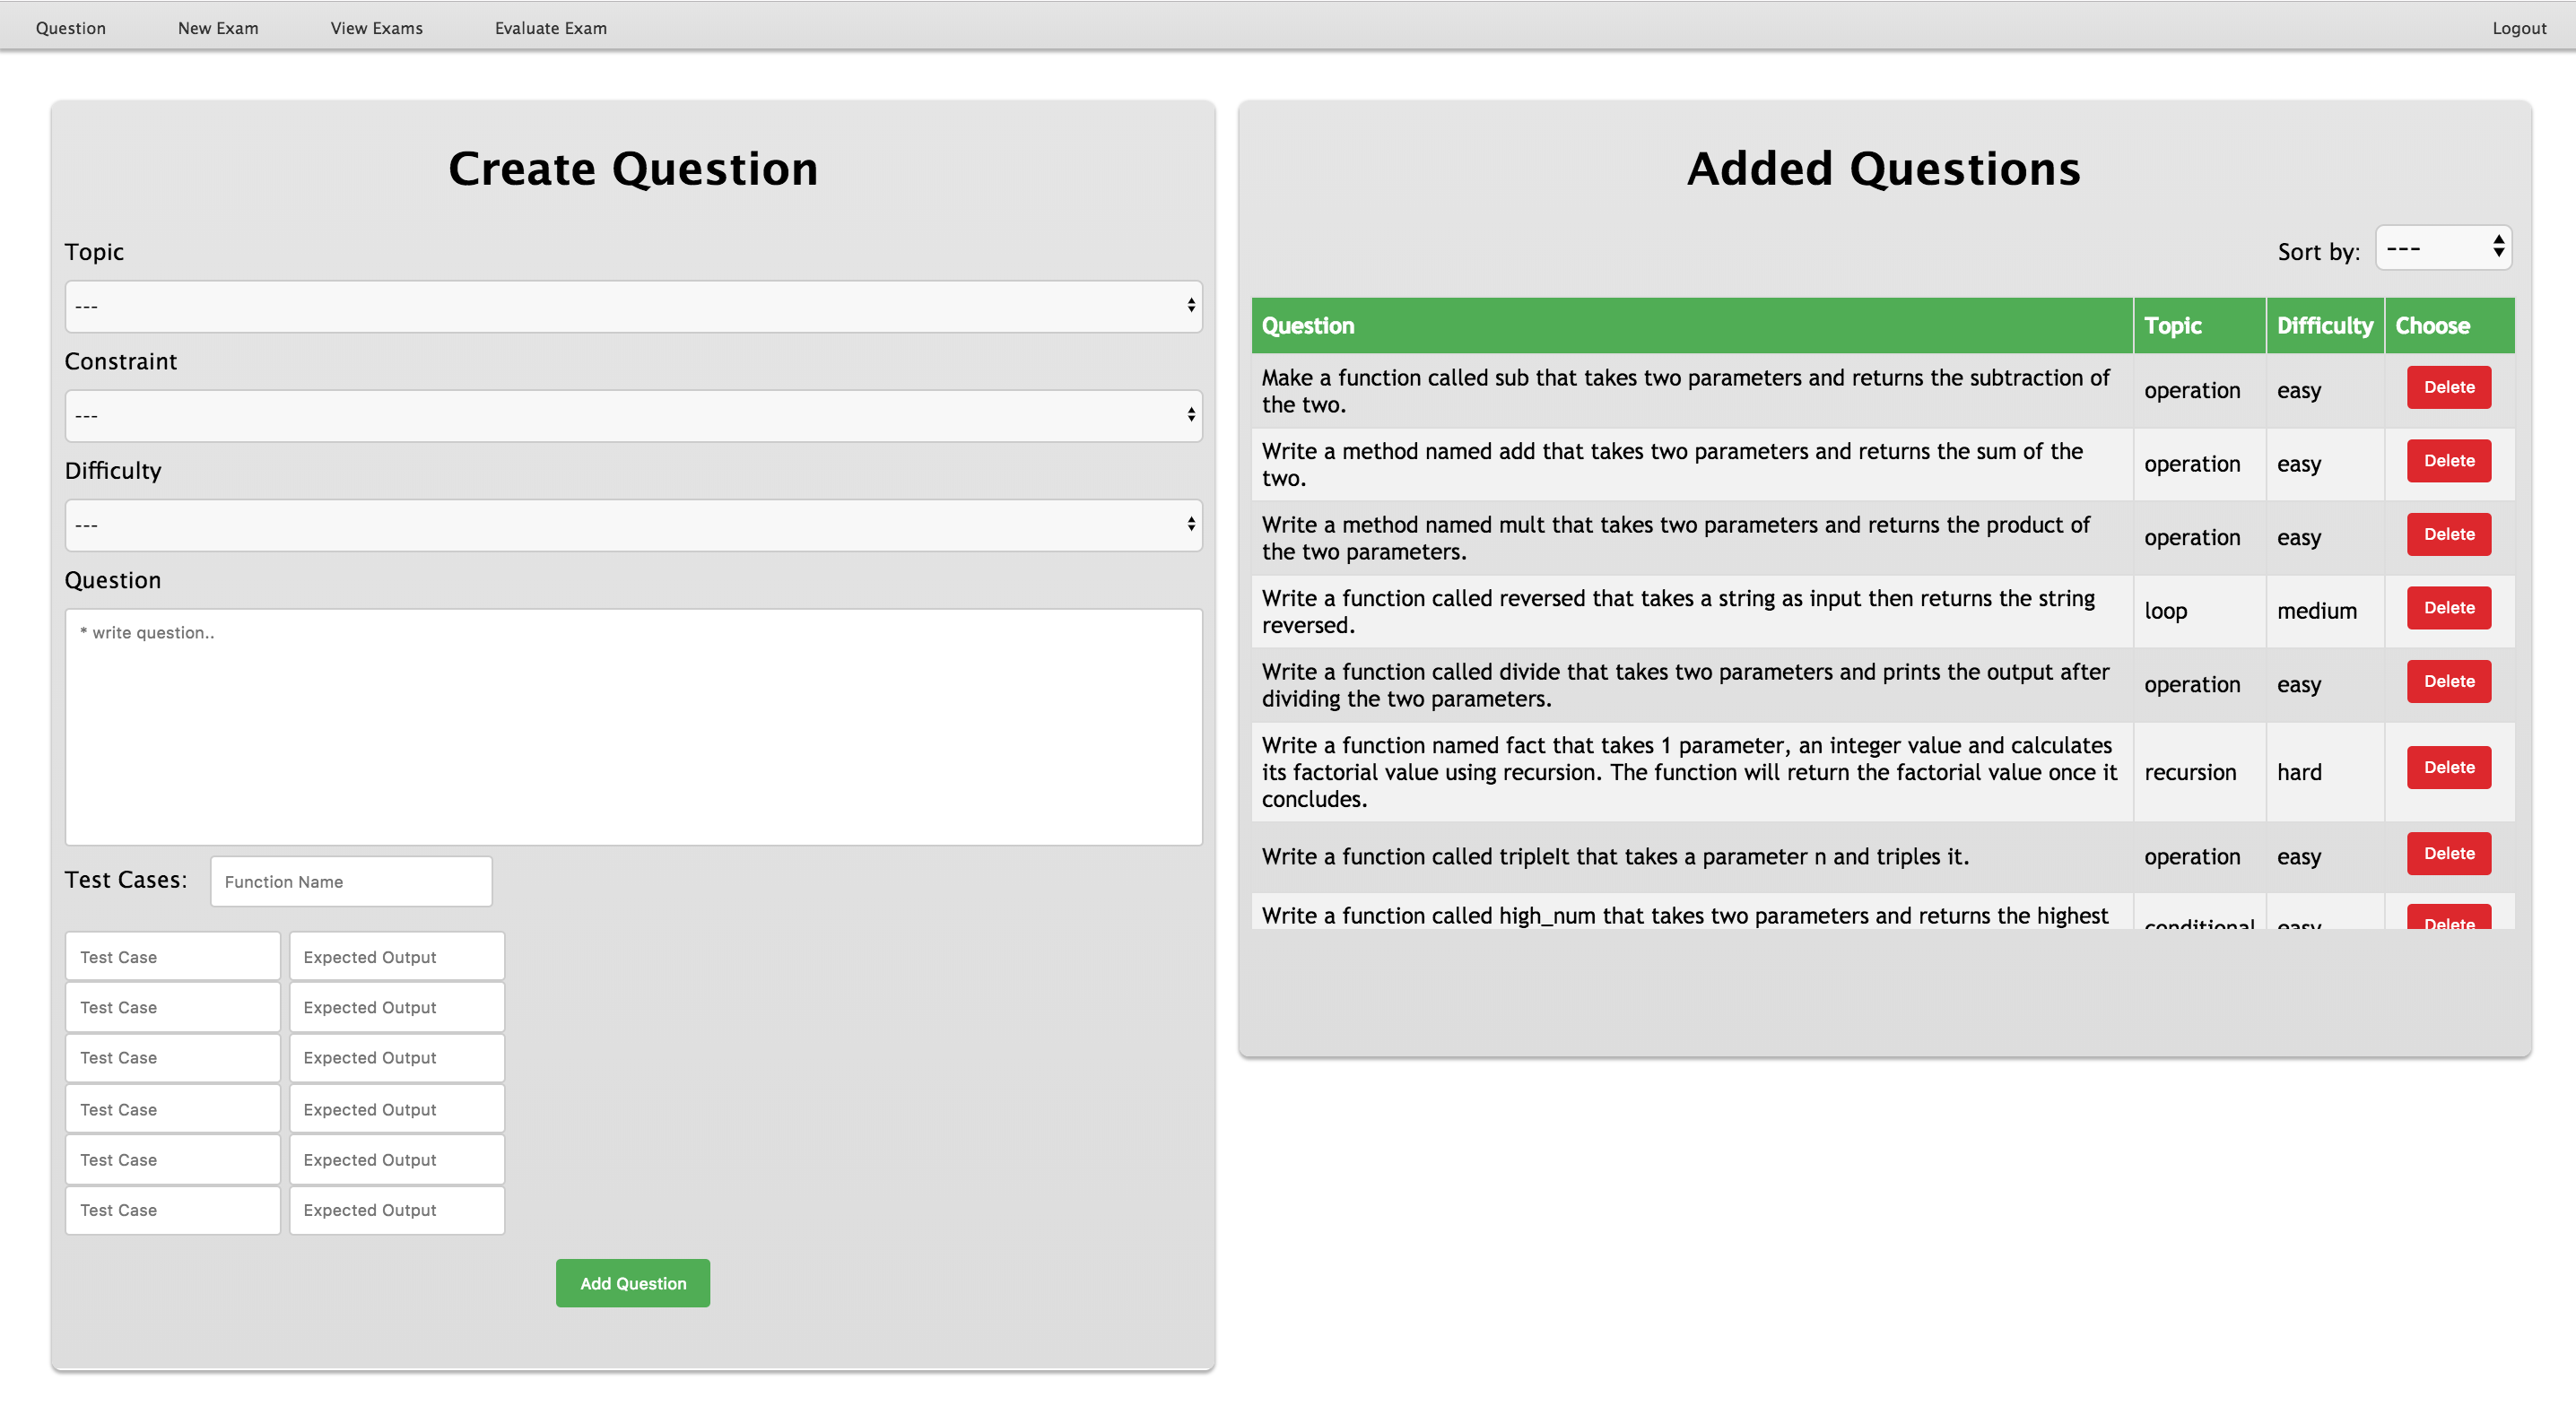 Question New Exam View Exams Evaluate Exam Logout
Create Question
Topic
---
Constraint
---
Difficulty
---
Question
* write question..
Test Cases: Function Name
Test Case Expected Output
Test Case Expected Output
Test Case Expected Output
Test Case Expected Output
Test Case Expected Output
Test Case Expected Output
Add Question
Added Questions
Sort by: ---
Question Topic Difficulty Choose
Make a function called sub that takes two parameters and returns the subtraction of
the two.
operation easy Delete
Write a method named add that takes two parameters and returns the sum of the
two.
operation easy Delete
Write a method named mult that takes two parameters and returns the product of
the two parameters.
operation easy Delete
Write a function called reversed that takes a string as input then returns the string
reversed.
loop medium Delete
Write a function called divide that takes two parameters and prints the output after
dividing the two parameters.
operation easy Delete
Write a function named fact that takes 1 parameter, an integer value and calculates
its factorial value using recursion. The function will return the factorial value once it
concludes.
recursion hard Delete
Write a function called tripleIt that takes a parameter n and triples it. operation easy Delete
Write a function called high_num that takes two parameters and returns the highest
conditional easy Delete